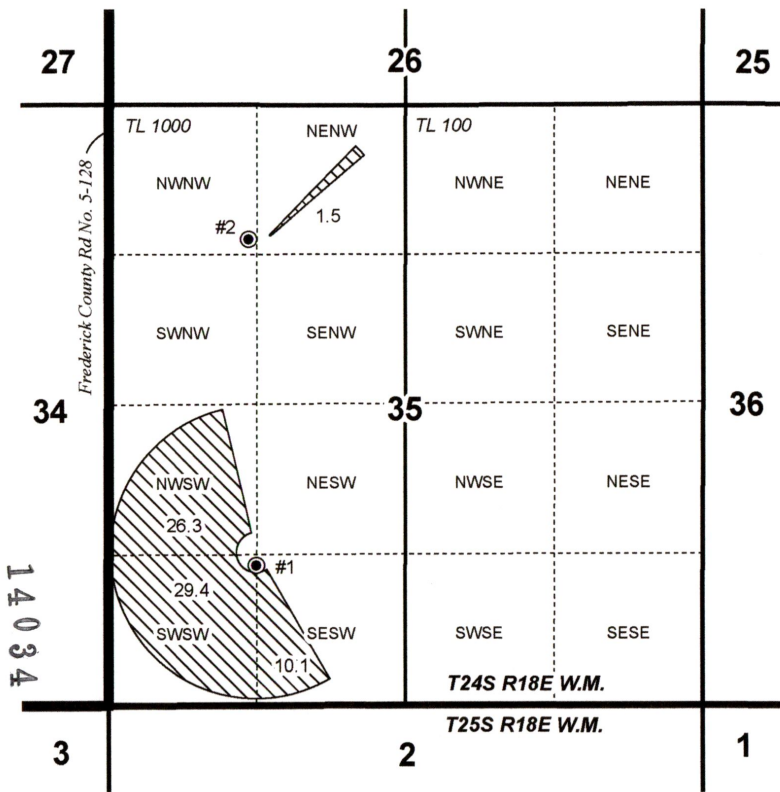 27 26 25
TL 1000 NENW TL 100
Frederick County Rd No. 5-128
NWNW NWNE NENE
1.5
#2
SWNW SENW SWNE SENE
34 35 36
NWSW NESW NWSE NESE
26.3
#1
29.4
14034
SWSW SESW SWSE SESE
10.1
T24S R18E W.M.
T25S R18E W.M.
3 2 1